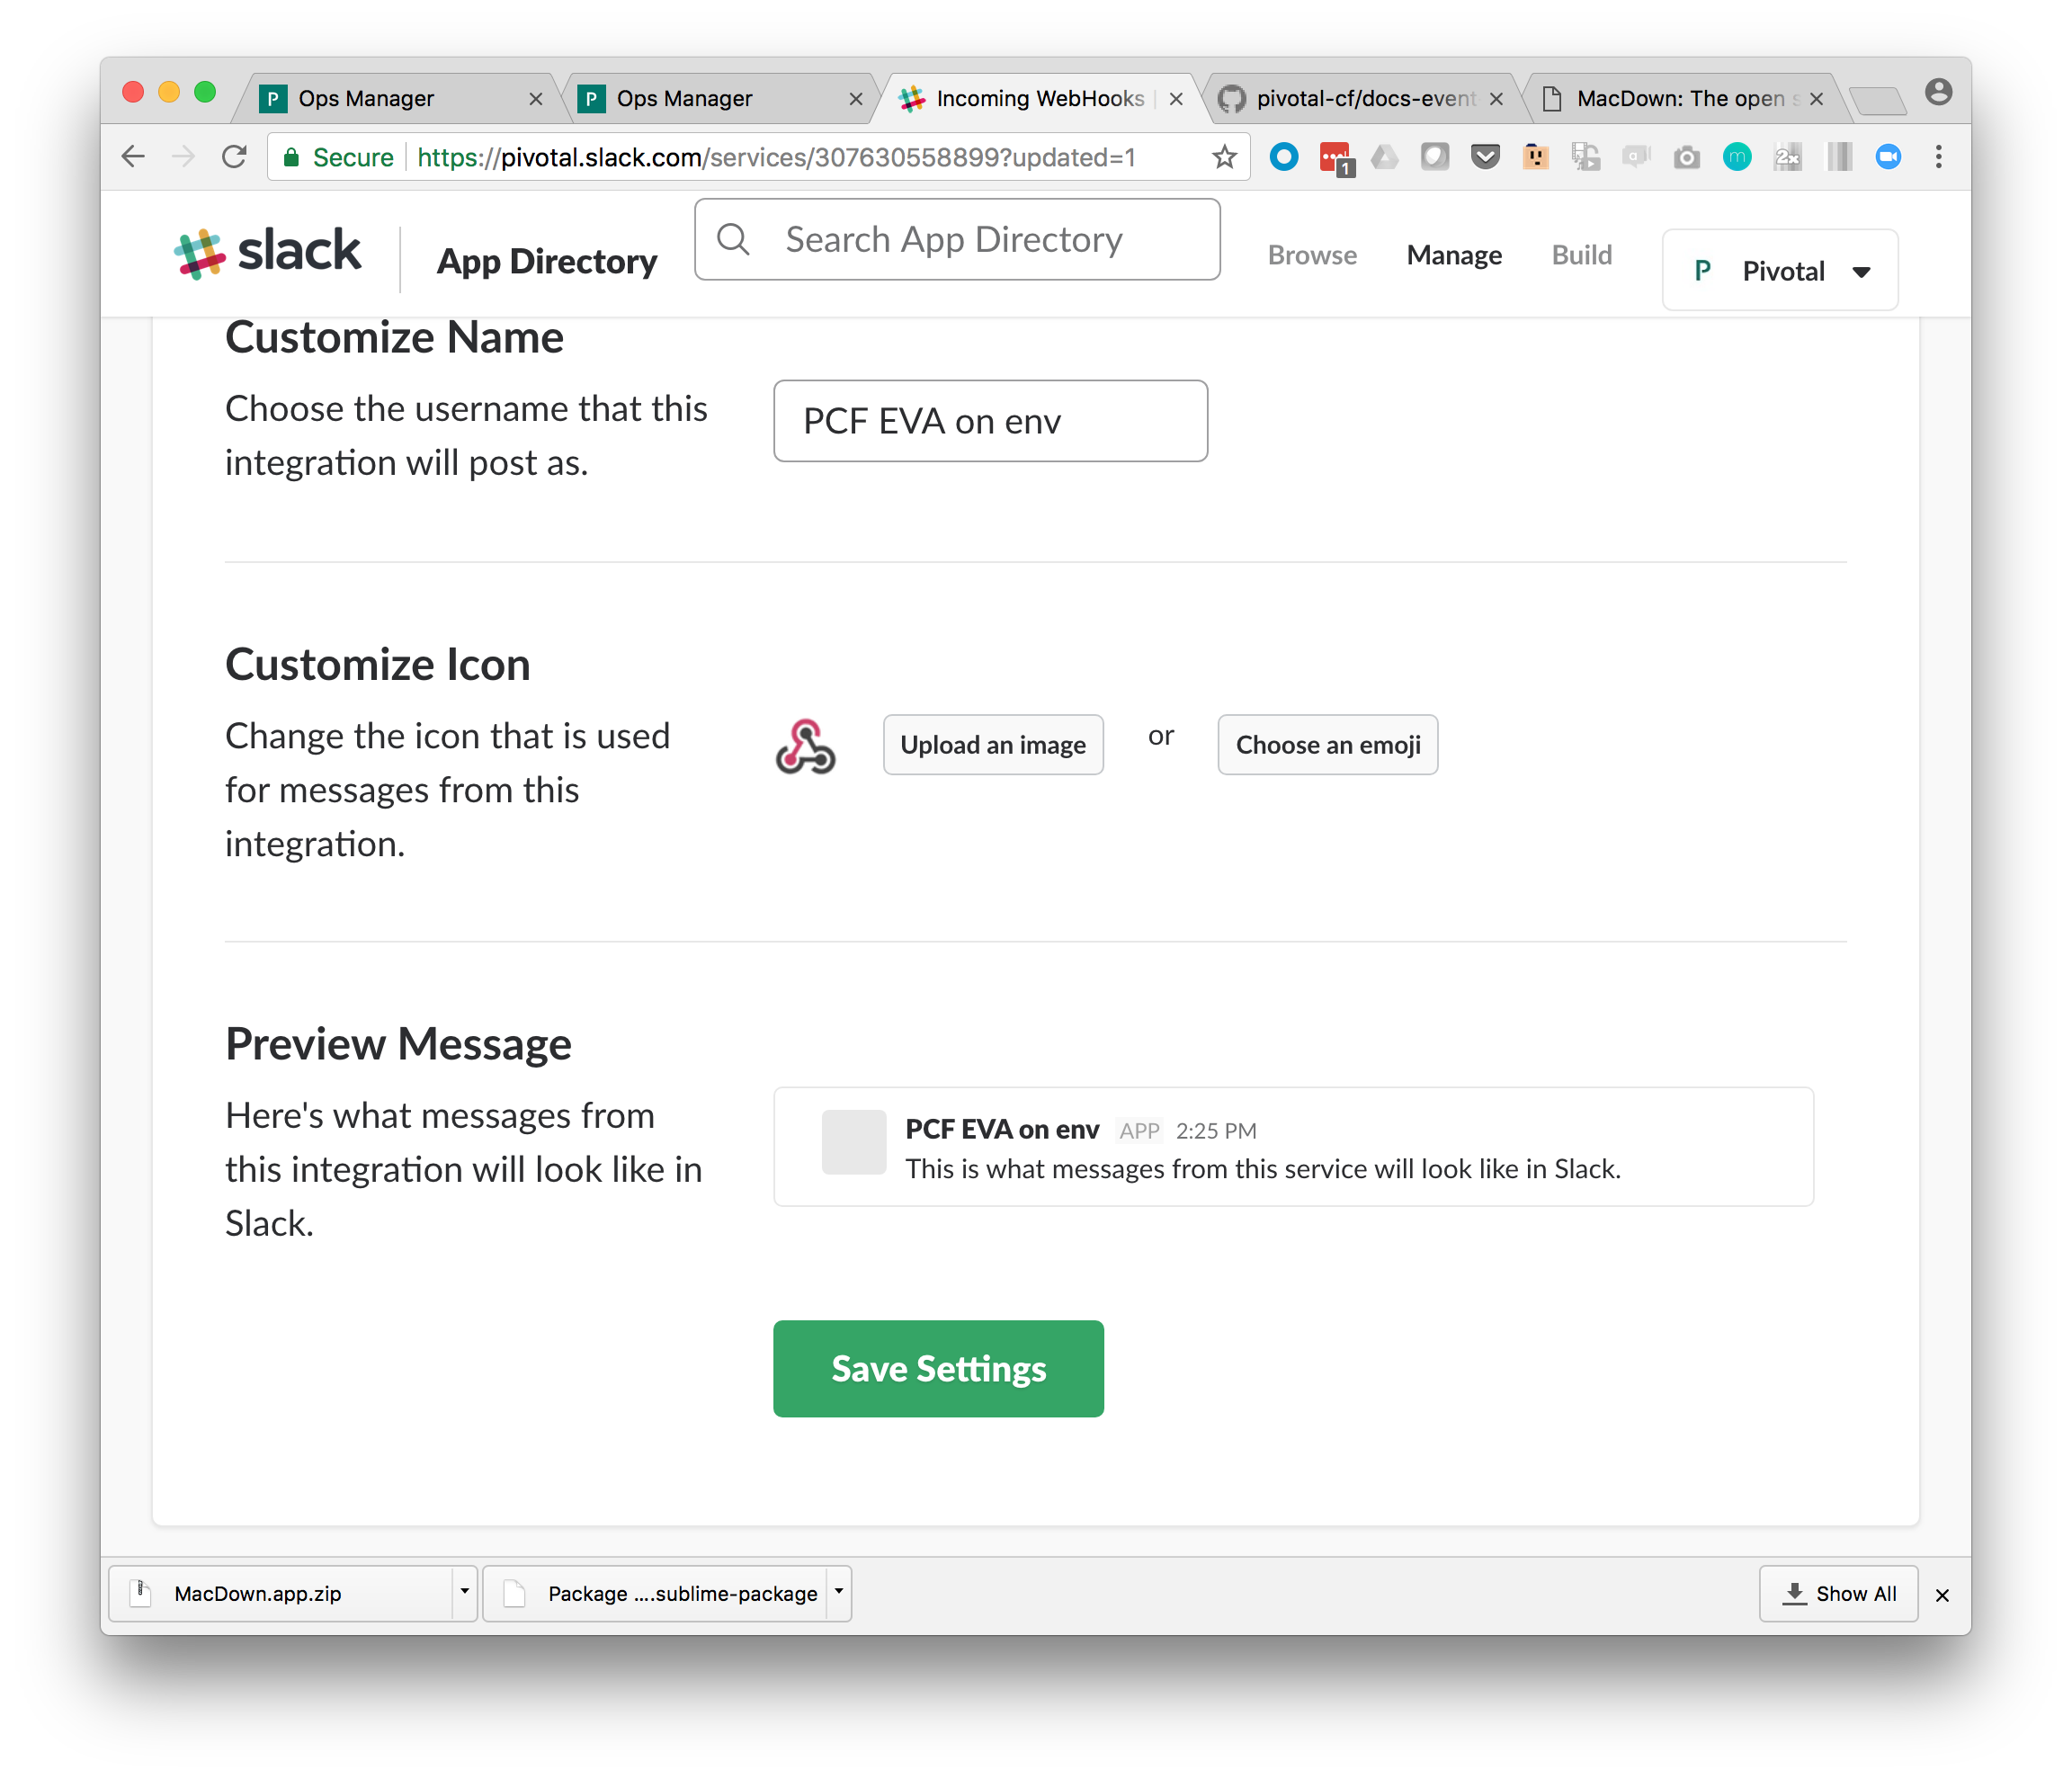 Ops Manager
Ops Manager
Incoming WebHooks
pivotal-cf/docs-event
MacDown: The open s
Secure
https://pivotal.slack.com/services/307630558899?updated=1
1
m
2x
slack
App Directory
Search App Directory
Browse
Manage
Build
P Pivotal
Customize Name
Choose the username that this
integration will post as.
PCF EVA on env
Customize Icon
Change the icon that is used
for messages from this
integration.
Upload an image
or
Choose an emoji
Preview Message
Here's what messages from
this integration will look like in
Slack.
PCF EVA on env APP 2:25 PM
This is what messages from this service will look like in Slack.
Save Settings
MacDown.app.zip
Package ....sublime-package
Show All